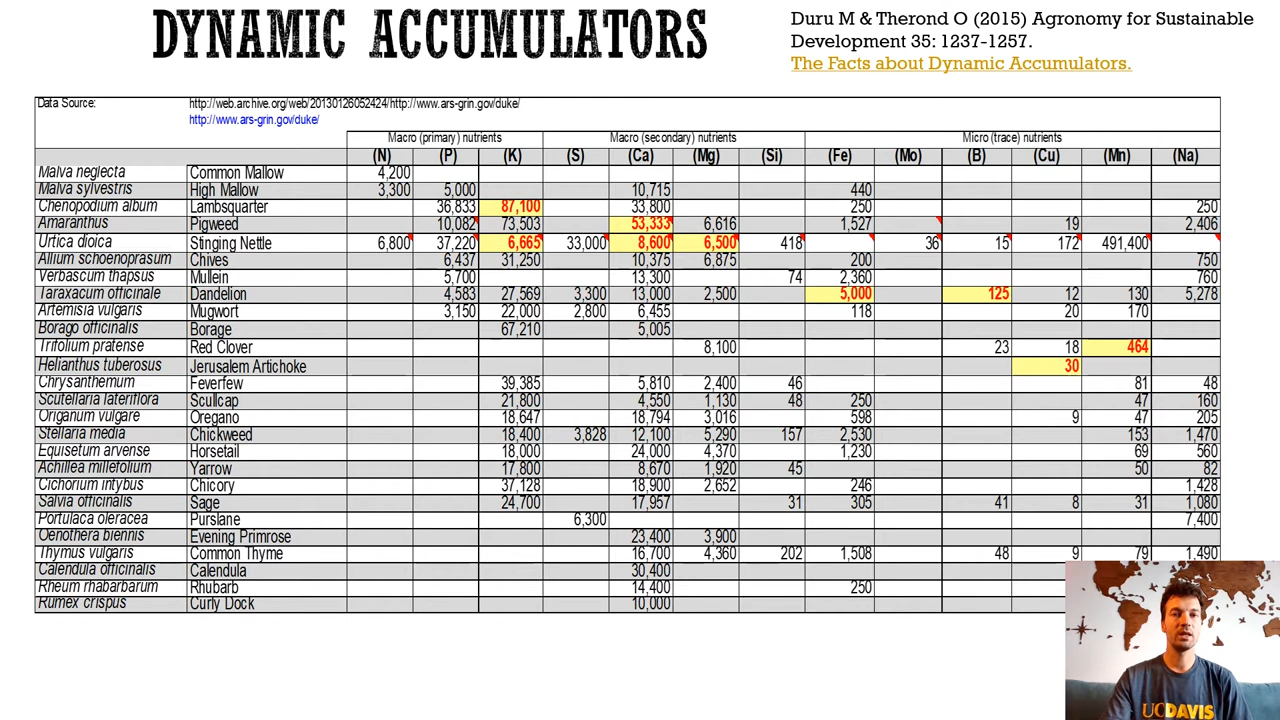 DYNAMIC ACCUMULATORS
Duru M & Therond O (2015) Agronomy for Sustainable
Development 35: 1237-1257.
The Facts about Dynamic Accumulators.
Data Source: http://web.archive.org/web/20130126052424/http://www.ars-grin.gov/duke/
http://www.ars-grin.gov/duke/
Macro (primary) nutrients Macro (secondary) nutrients Micro (trace) nutrients
(N) (P) (K) (S) (Ca) (Mg) (Si) (Fe) (Mo) (B) (Cu) (Mn) (Na)
Malva neglecta Common Mallow 4,200
Malva sylvestris High Mallow 3,300 5,000 10,715 440
Chenopodium album Lambsquarter 36,833 87,100 33,800 250 250
Amaranthus Pigweed 10,082 73,503 53,333 6,616 1,527 19 2,406
Urtica dioica Stinging Nettle 6,800 37,220 6,665 33,000 8,600 6,500 418 36 15 172 491,400
Allium schoenoprasum Chives 6,437 31,250 10,375 6,875 200 750
Verbascum thapsus Mullein 5,700 13,300 74 2,360 760
Taraxacum officinale Dandelion 4,583 27,569 3,300 13,000 2,500 5,000 125 12 130 5,278
Artemisia vulgaris Mugwort 3,150 22,000 2,800 6,455 118 20 170
Borago officinalis Borage 67,210 5,005
Trifolium pratense Red Clover 8,100 23 18 464
Helianthus tuberosus Jerusalem Artichoke 30
Chrysanthemum Feverfew 39,385 5,810 2,400 46 81 48
Scutellaria lateriflora Scullcap 21,800 4,550 1,130 48 250 47 160
Origanum vulgare Oregano 18,647 18,794 3,016 598 9 47 205
Stellaria media Chickweed 18,400 3,828 12,100 5,290 157 2,530 153 1,470
Equisetum arvense Horsetail 18,000 24,000 4,370 1,230 69 560
Achillea millefolium Yarrow 17,800 8,670 1,920 45 50 82
Cichorium intybus Chicory 37,128 18,900 2,652 246 1,428
Salvia officinalis Sage 24,700 17,957 31 305 41 8 31 1,080
Portulaca oleracea Purslane 6,300 7,400
Oenothera biennis Evening Primrose 23,400 3,900
Thymus vulgaris Common Thyme 16,700 4,360 202 1,508 48 9 79 1,490
Calendula officinalis Calendula 30,400
Rheum rhabarbarum Rhubarb 14,400 250
Rumex crispus Curly Dock 10,000
UC DAVIS